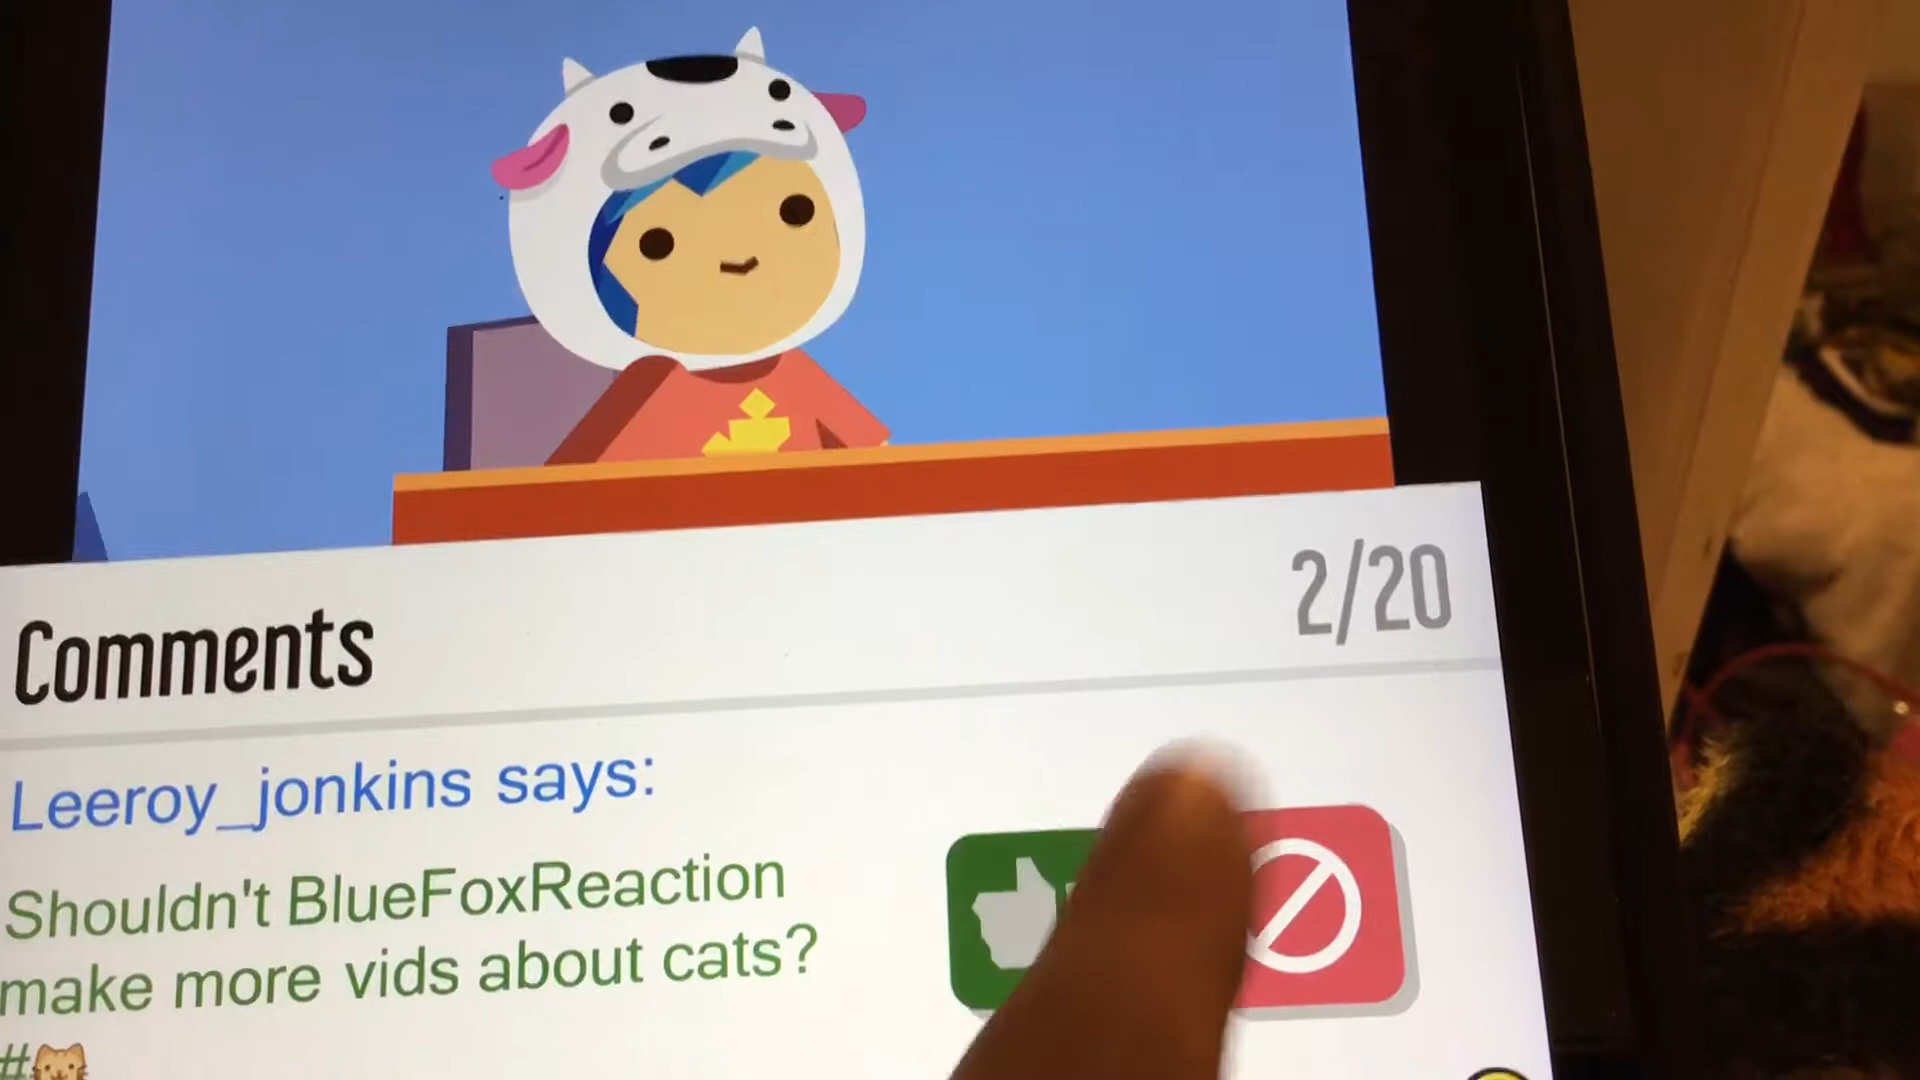 Comments
2/20
Leeroy_jonkins says:
Shouldn't BlueFoxReaction
make more vids about cats?
#🐱